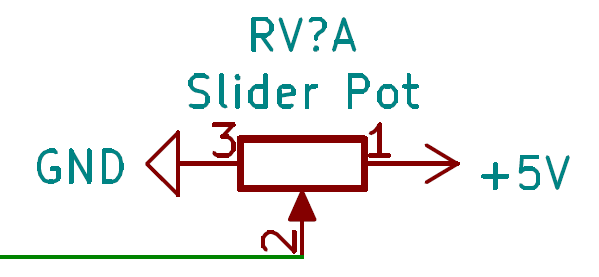 RV?A
Slider Pot
3 1
GND +5V
2